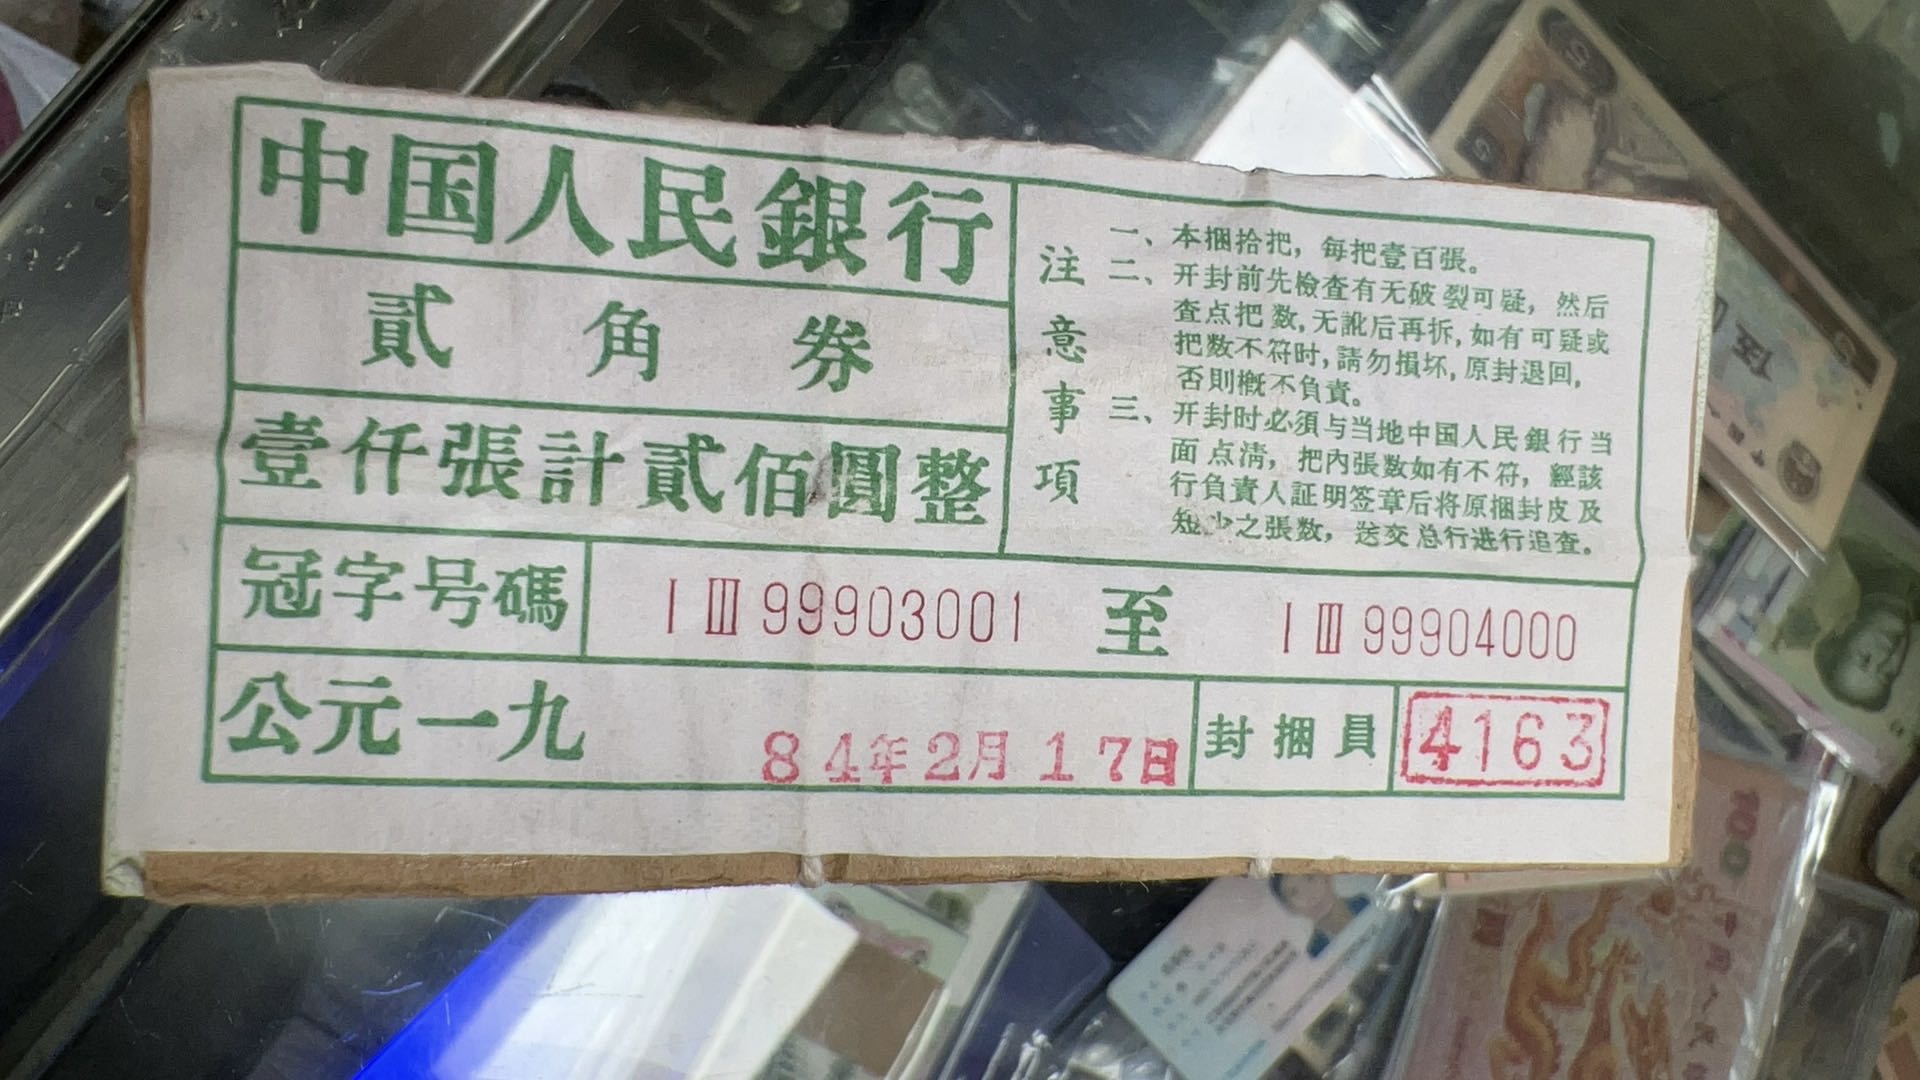 中国人民銀行
貳角券
壹仟張計貳佰圓整
注意事項
一、本捆拾把，每把壹百張。
二、开封前先檢查有无破裂可疑，然后
查点把数，无訛后再拆，如有可疑或
把数不符时，請勿損坏，原封退回，
否則概不負責。
三、开封时必須与当地中国人民銀行当
面点清，把內張数如有不符，經該
行負責人証明签章后将原捆封皮及
短少之張数，送交总行进行追查。
冠字号碼 I III 99903001 至 I III 99904000
公元一九 84年2月17日 封捆員 4163